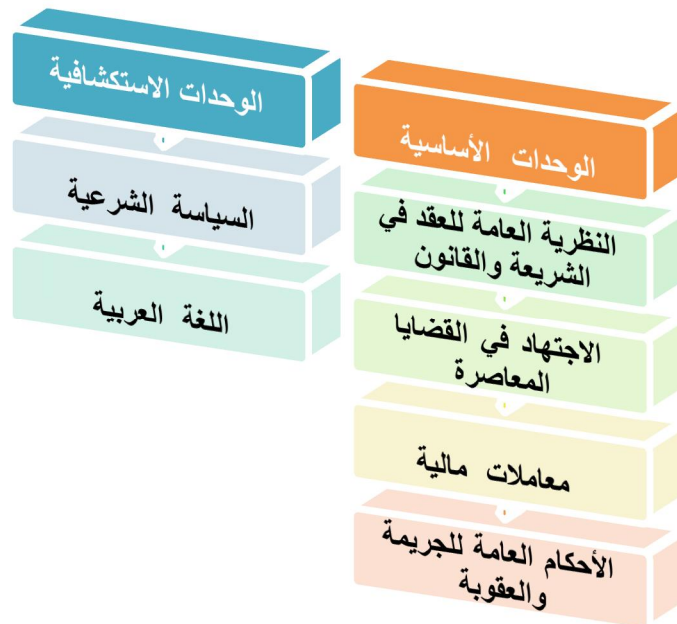 الوحدات الأساسية
النظرية العامة للعقد في
الشريعة والقانون
الاجتهاد في القضايا
المعاصرة
معاملات مالية
الأحكام العامة للجريمة
والعقوبة
الوحدات الاستكشافية
السياسة الشرعية
اللغة العربية